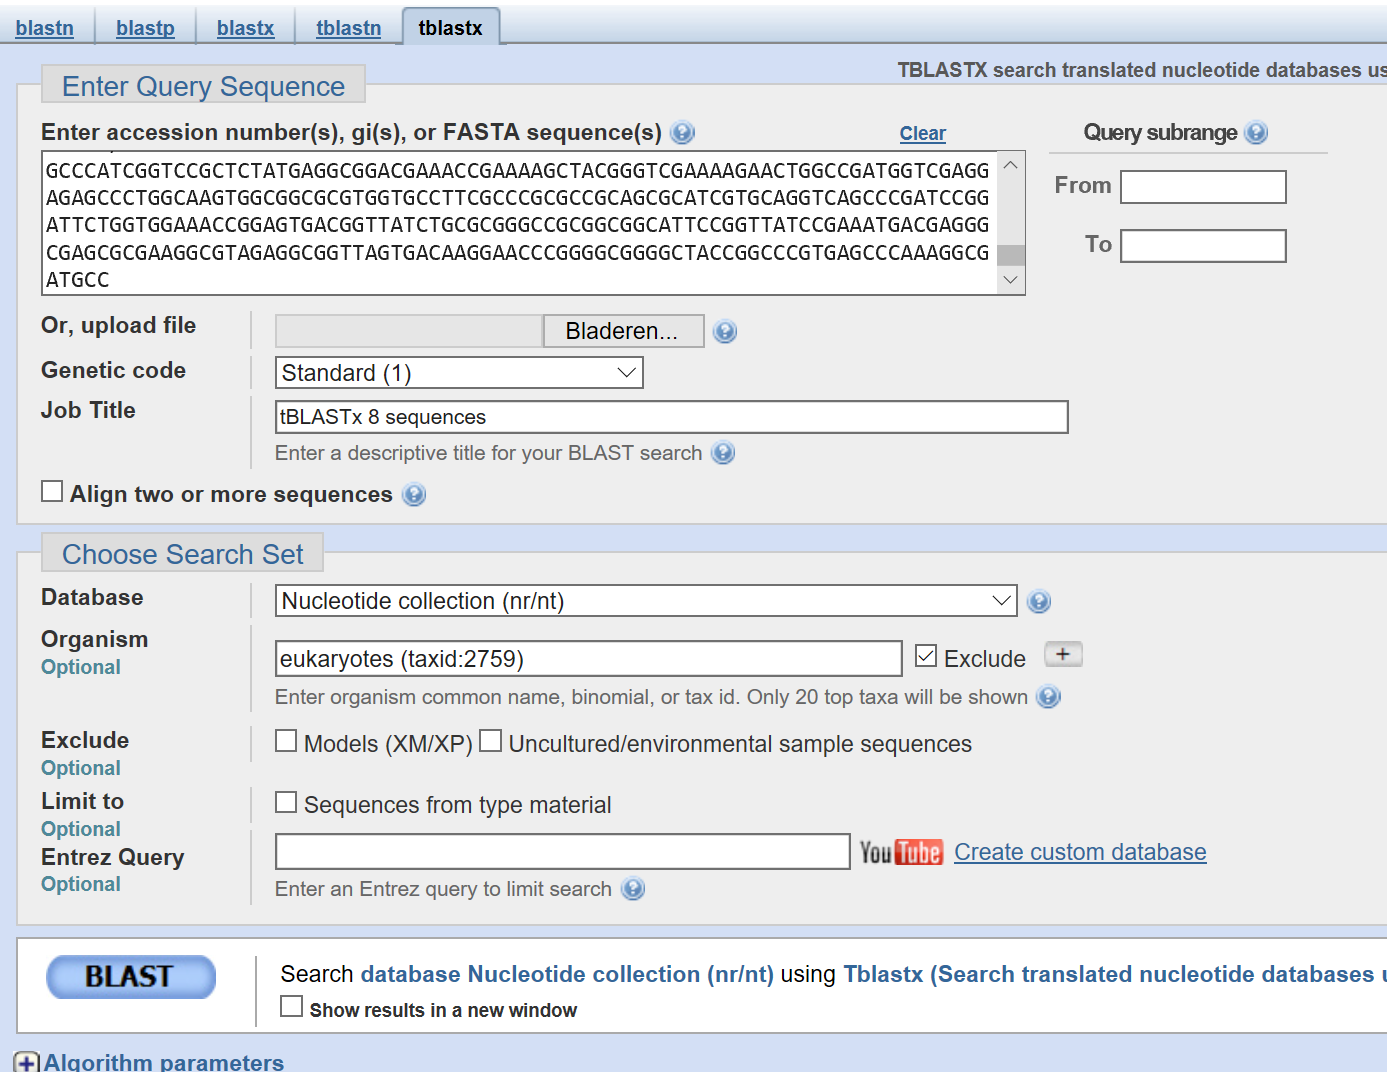 blastn blastp blastx tblastn tblastx
TBLASTX search translated nucleotide databases us
Enter Query Sequence
Enter accession number(s), gi(s), or FASTA sequence(s) Clear Query subrange
GCCCATCGGTCCGCTCTATGAGGCGGACGAAACCGAAAAGCTACGGGTCGAAAAGAACTGGCCGATGGTCGAGG
AGAGCCCTGGCAAGTGGCGGCGCGTGGTGCCTTCGCCCGCGCCGCAGCGCATCGTGCAGGTCAGCCCGATCCGG
ATTCTGGTGGAAACCGGAGTGACGGTTATCTGCGCGGGCCGCGGCGGCATTCCGGTTATCCGAAATGACGAGGG
CGAGCGCGAAGGCGTAGAGGCGGTTAGTGACAAGGAACCCGGGGCGGGGCTACCGGCCCGTGAGCCCAAAGGCG
ATGCC
From
To
Or, upload file Bladeren...
Genetic code Standard (1)
Job Title tBLASTx 8 sequences
Enter a descriptive title for your BLAST search
Align two or more sequences
Choose Search Set
Database Nucleotide collection (nr/nt)
Organism
Optional
eukaryotes (taxid:2759) Exclude +
Enter organism common name, binomial, or tax id. Only 20 top taxa will be shown
Exclude
Optional
Models (XM/XP) Uncultured/environmental sample sequences
Limit to
Optional
Sequences from type material
Entrez Query
Optional
YouTube Create custom database
Enter an Entrez query to limit search
BLAST
Search database Nucleotide collection (nr/nt) using Tblastx (Search translated nucleotide databases u
Show results in a new window
Algorithm parameters